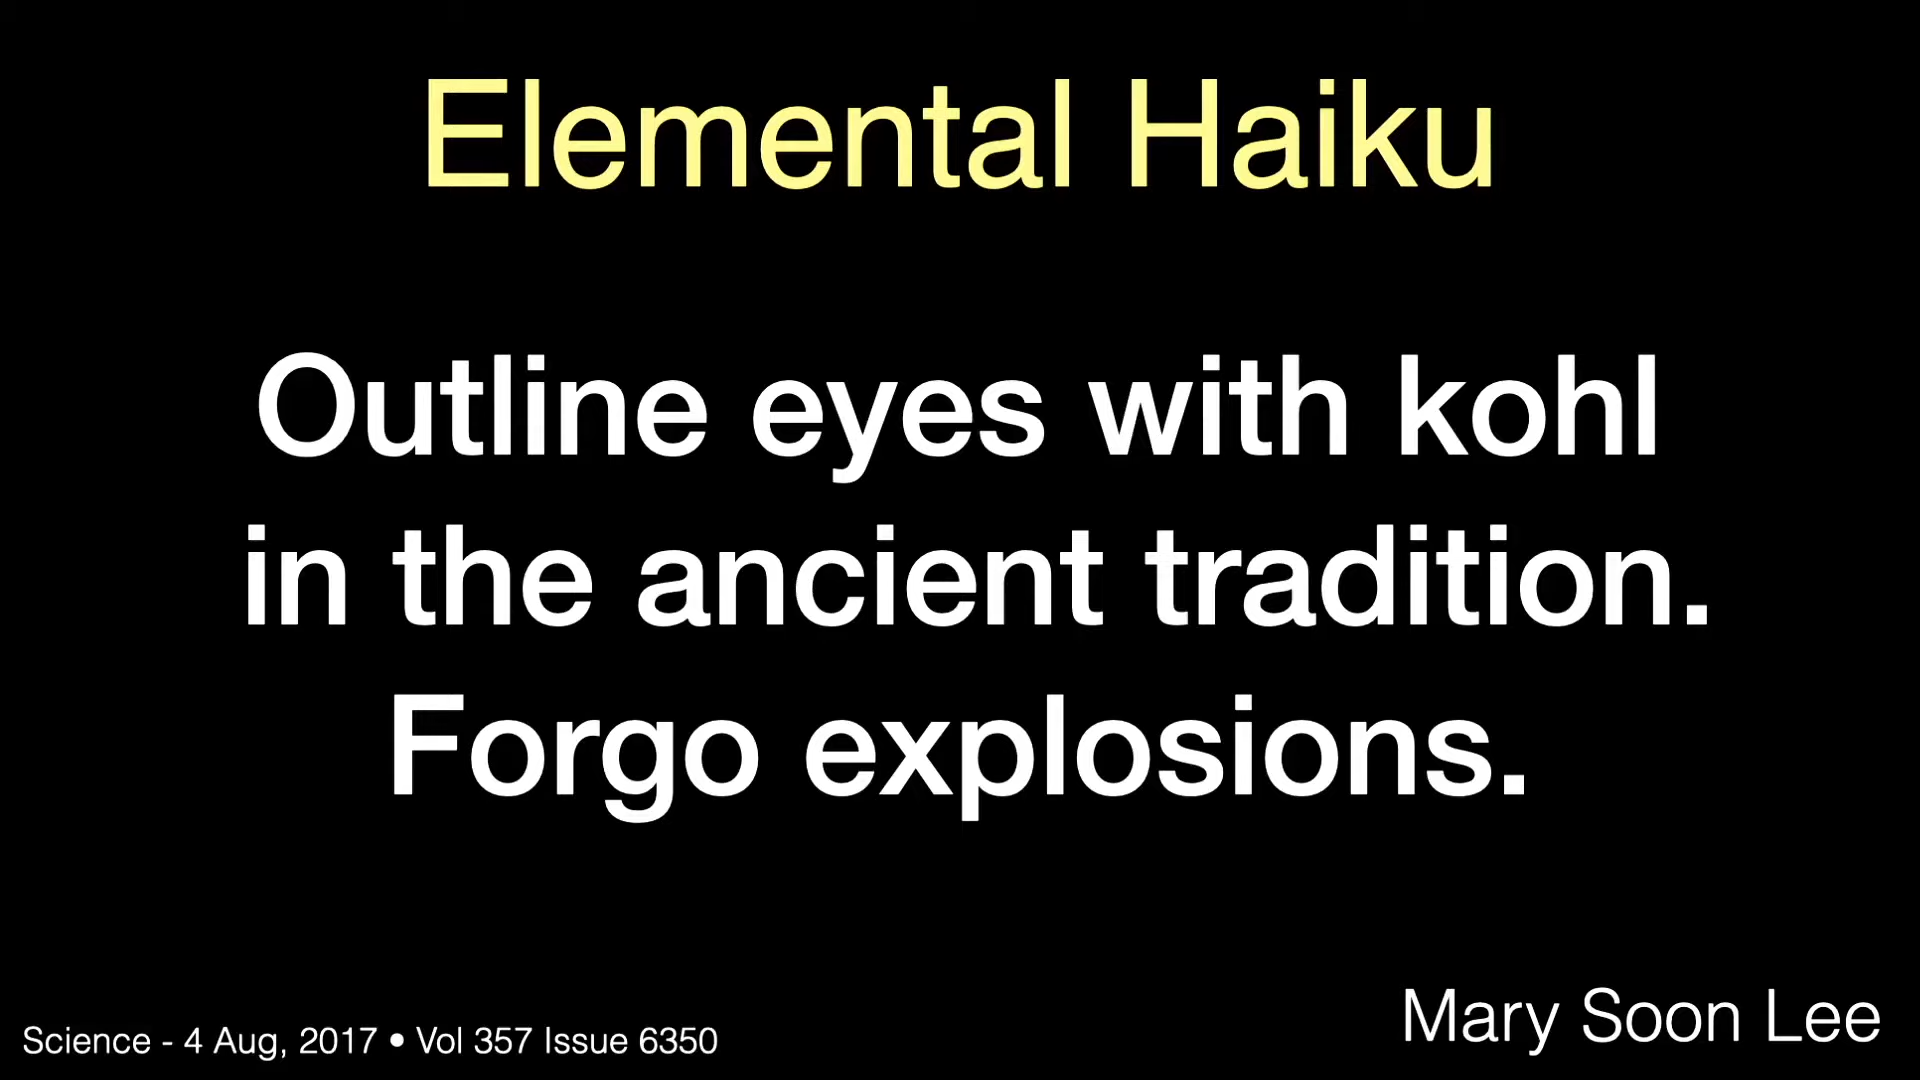 Elemental Haiku
Outline eyes with kohl
in the ancient tradition.
Forgo explosions.
Mary Soon Lee
Science - 4 Aug, 2017 • Vol 357 Issue 6350